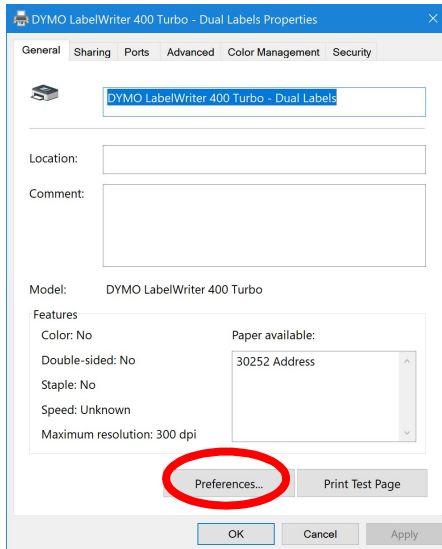 DYMO LabelWriter 400 Turbo - Dual Labels Properties
General Sharing Ports Advanced Color Management Security
DYMO LabelWriter 400 Turbo - Dual Labels
Location:
Comment:
Model: DYMO LabelWriter 400 Turbo
Features
Color: No Paper available:
Double-sided: No 30252 Address
Staple: No
Speed: Unknown
Maximum resolution: 300 dpi
Preferences... Print Test Page
OK Cancel Apply